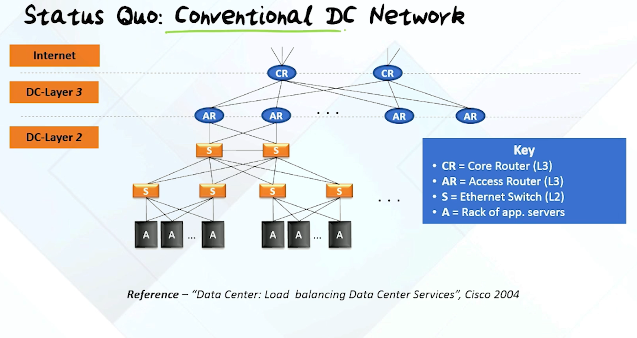 Status Quo: Conventional DC Network
Internet
DC-Layer 3
DC-Layer 2
CR CR
AR AR ... AR AR
S S
S S S S ...
A A ... A A A ... A
Key
• CR = Core Router (L3)
• AR = Access Router (L3)
• S = Ethernet Switch (L2)
• A = Rack of app. servers
Reference – “Data Center: Load balancing Data Center Services”, Cisco 2004